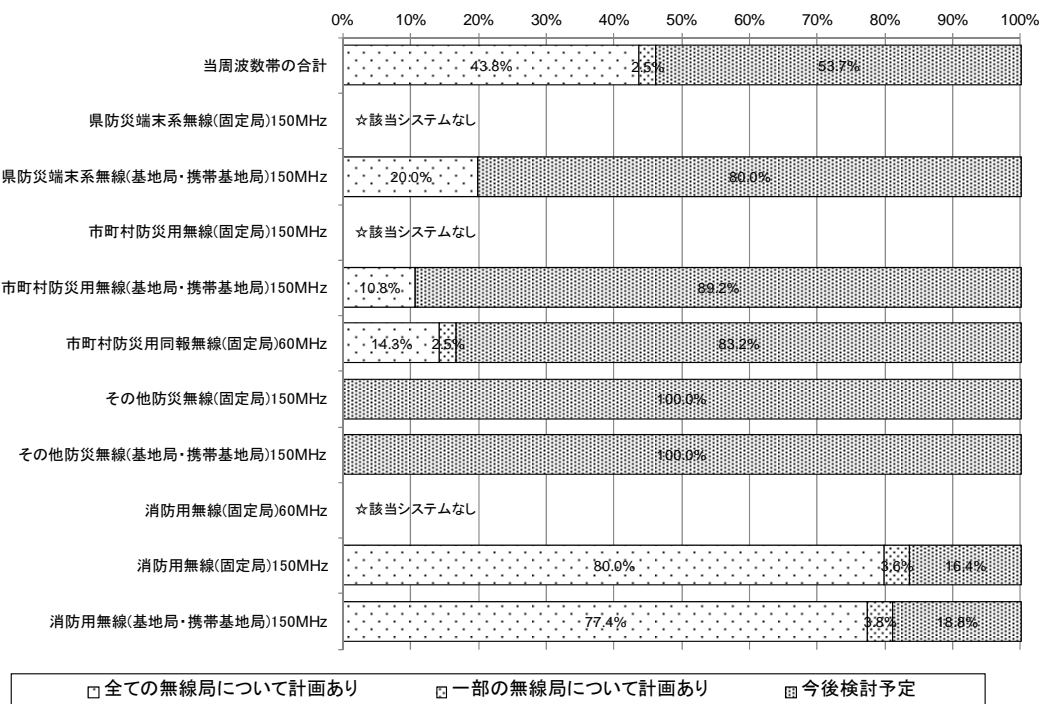 0% 10% 20% 30% 40% 50% 60% 70% 80% 90% 100%
当周波数帯の合計 43.8% 2.5% 53.7%
県防災端末系無線(固定局)150MHz ☆該当システムなし
県防災端末系無線(基地局・携帯基地局)150MHz 20.0% 80.0%
市町村防災用無線(固定局)150MHz ☆該当システムなし
市町村防災用無線(基地局・携帯基地局)150MHz 10.8% 89.2%
市町村防災用同報無線(固定局)60MHz 14.3% 2.5% 83.2%
その他防災無線(固定局)150MHz 100.0%
その他防災無線(基地局・携帯基地局)150MHz 100.0%
消防用無線(固定局)60MHz ☆該当システムなし
消防用無線(固定局)150MHz 80.0% 3.6% 16.4%
消防用無線(基地局・携帯基地局)150MHz 77.4% 3.8% 18.8%
全ての無線局について計画あり 一部の無線局について計画あり 今後検討予定